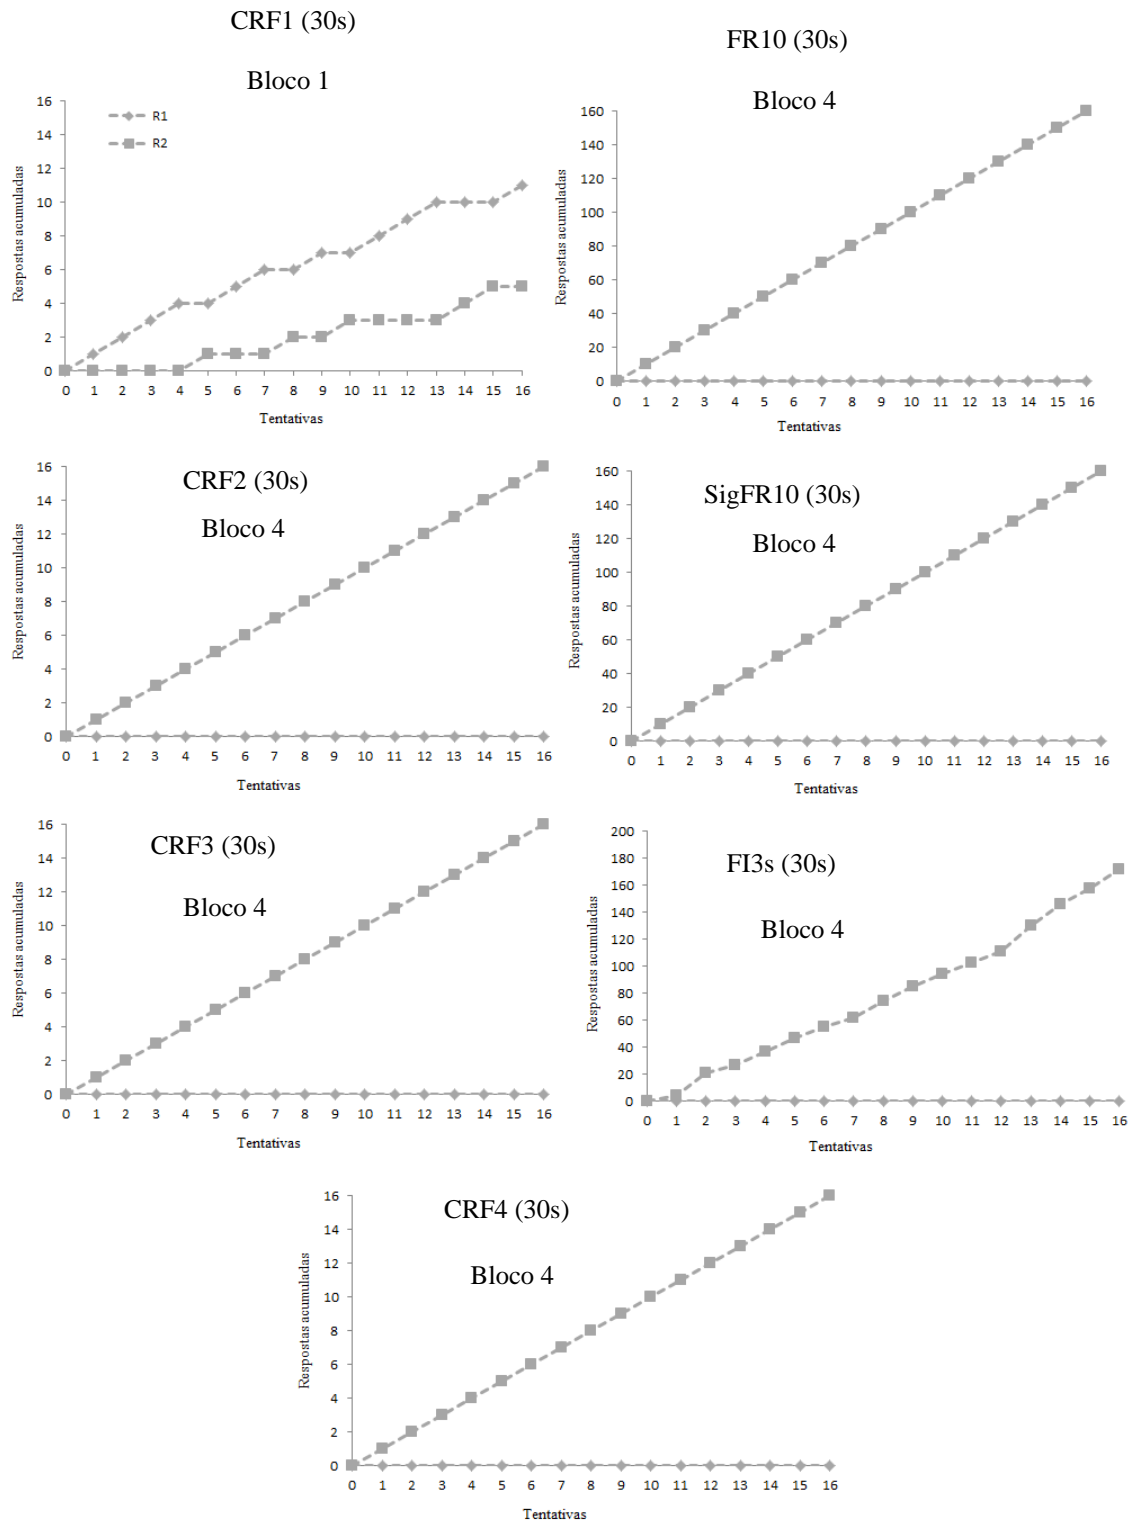 CRF1 (30s)
Bloco 1
16
14
12
10
8
6
4
2
0
R1
R2
Respostas acumuladas
0 1 2 3 4 5 6 7 8 9 10 11 12 13 14 15 16
Tentativas
FR10 (30s)
Bloco 4
160
140
120
100
80
60
40
20
0
Respostas acumuladas
0 1 2 3 4 5 6 7 8 9 10 11 12 13 14 15 16
Tentativas
CRF2 (30s)
Bloco 4
16
14
12
10
8
6
4
2
0
Respostas acumuladas
0 1 2 3 4 5 6 7 8 9 10 11 12 13 14 15 16
Tentativas
SigFR10 (30s)
Bloco 4
160
140
120
100
80
60
40
20
0
Respostas acumuladas
0 1 2 3 4 5 6 7 8 9 10 11 12 13 14 15 16
Tentativas
CRF3 (30s)
Bloco 4
16
14
12
10
8
6
4
2
0
Respostas acumuladas
0 1 2 3 4 5 6 7 8 9 10 11 12 13 14 15 16
Tentativas
FI3s (30s)
Bloco 4
200
180
160
140
120
100
80
60
40
20
0
Respostas acumuladas
0 1 2 3 4 5 6 7 8 9 10 11 12 13 14 15 16
Tentativas
CRF4 (30s)
Bloco 4
16
14
12
10
8
6
4
2
0
Respostas acumuladas
0 1 2 3 4 5 6 7 8 9 10 11 12 13 14 15 16
Tentativas